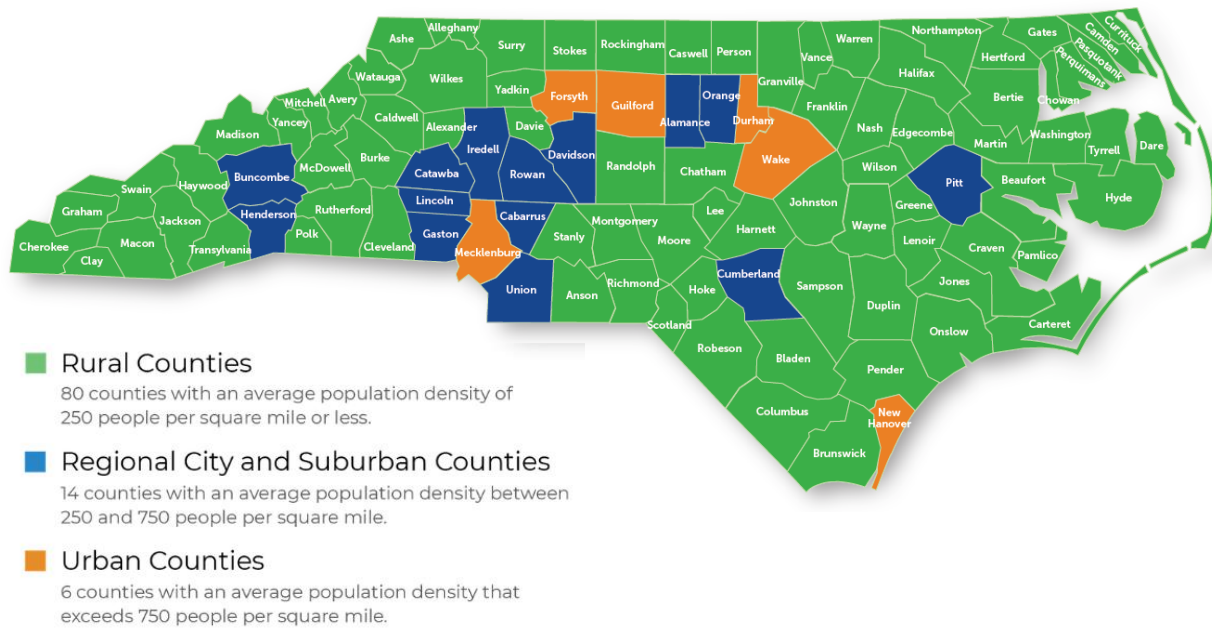 Alleghany
Ashe
Surry
Stokes
Rockingham
Caswell
Person
Vance
Warren
Northampton
Gates
Currituck
Camden
Pasquotank
Perquimans
Hertford
Watauga
Wilkes
Yadkin
Forsyth
Guilford
Alamance
Orange
Durham
Granville
Franklin
Halifax
Bertie
Chowan
Mitchell
Avery
Yancey
Caldwell
Alexander
Davie
Iredell
Davidson
Randolph
Chatham
Wake
Nash
Edgecombe
Martin
Washington
Tyrrell
Dare
Madison
Buncombe
McDowell
Burke
Catawba
Rowan
Wilson
Pitt
Beaufort
Hyde
Swain
Haywood
Graham
Jackson
Henderson
Rutherford
Lincoln
Gaston
Cabarrus
Lee
Johnston
Greene
Cherokee
Clay
Macon
Transylvania
Polk
Cleveland
Mecklenburg
Stanly
Montgomery
Moore
Harnett
Wayne
Lenoir
Craven
Pamlico
Union
Anson
Richmond
Scotland
Hoke
Cumberland
Sampson
Duplin
Jones
Carteret
Onslow
Robeson
Bladen
Pender
Columbus
New
Hanover
Brunswick
Rural Counties
80 counties with an average population density of
250 people per square mile or less.
Regional City and Suburban Counties
14 counties with an average population density between
250 and 750 people per square mile.
Urban Counties
6 counties with an average population density that
exceeds 750 people per square mile.